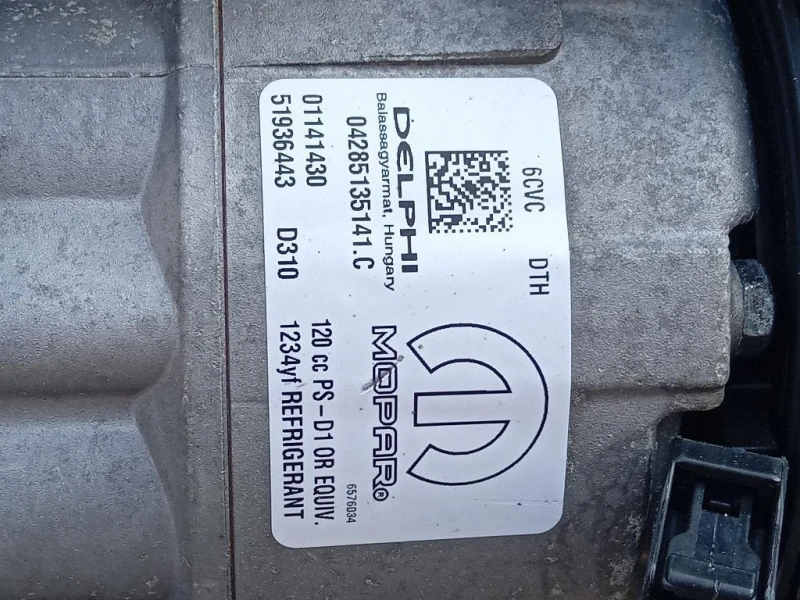 6CVC DTH
DELPHI
Balassagyarmat, Hungary
04285135141.C
01141430
51936443 D310
MOPAR®
6576034
120 cc PS-D1 OR EQUIV.
1234yf REFRIGERANT